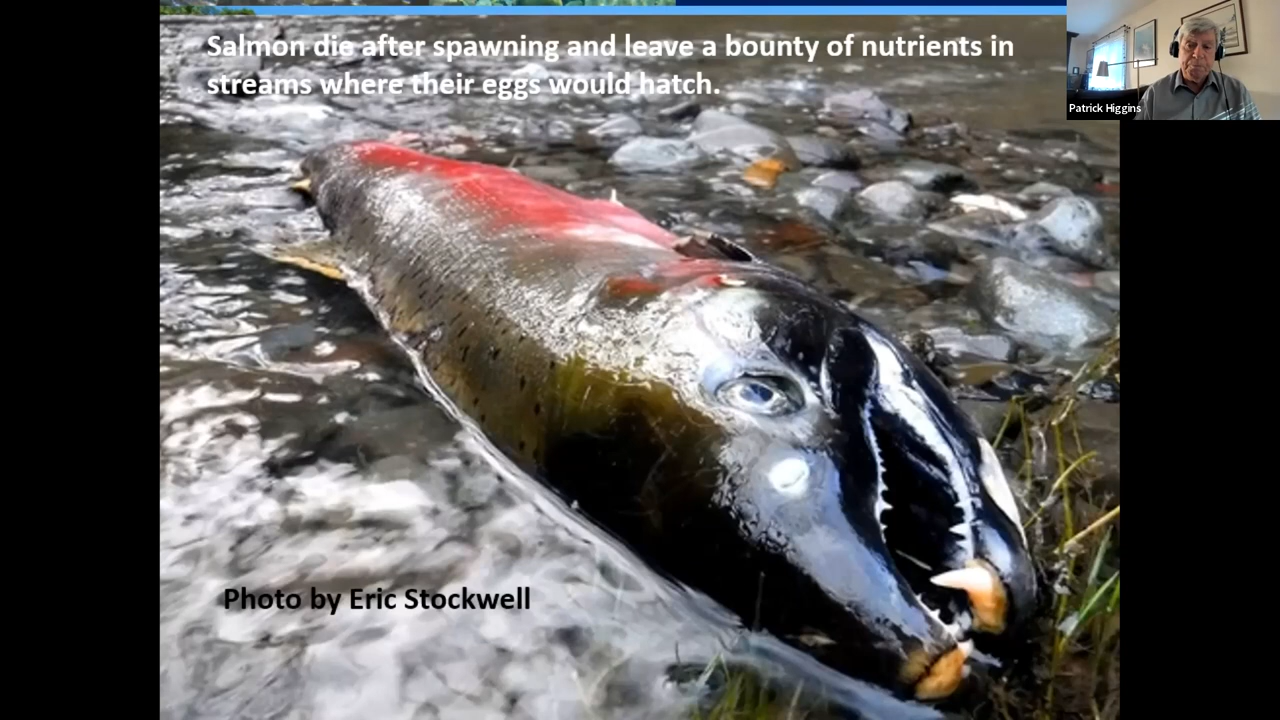 Salmon die after spawning and leave a bounty of nutrients in
streams where their eggs would hatch.
Patrick Higgins
Photo by Eric Stockwell